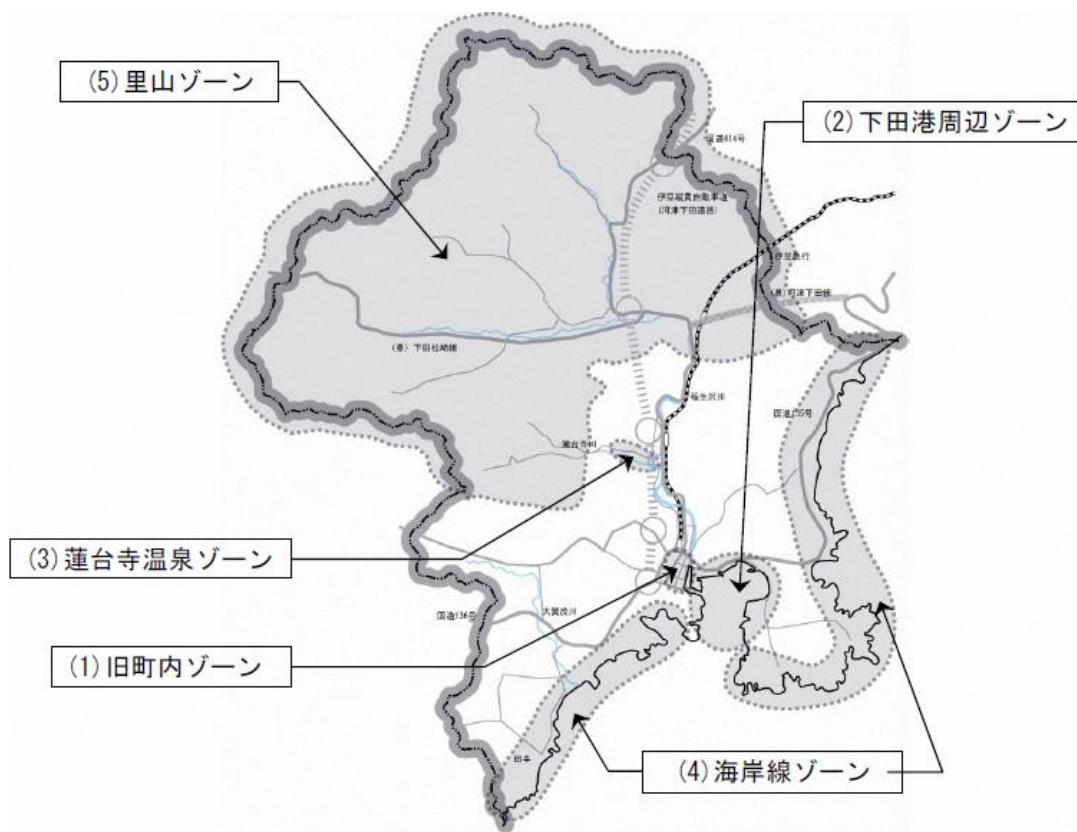 (5)里山ゾーン
(2)下田港周辺ゾーン
国道414号
伊豆縦貫自動車道
(河津下田道路)
伊豆急行
(県)河津下田線
(県)下田松崎線
稲生沢川
国道135号
蓮台寺川
(3)蓮台寺温泉ゾーン
大賀茂川
国道136号
(1)旧町内ゾーン
(4)海岸線ゾーン
田牛